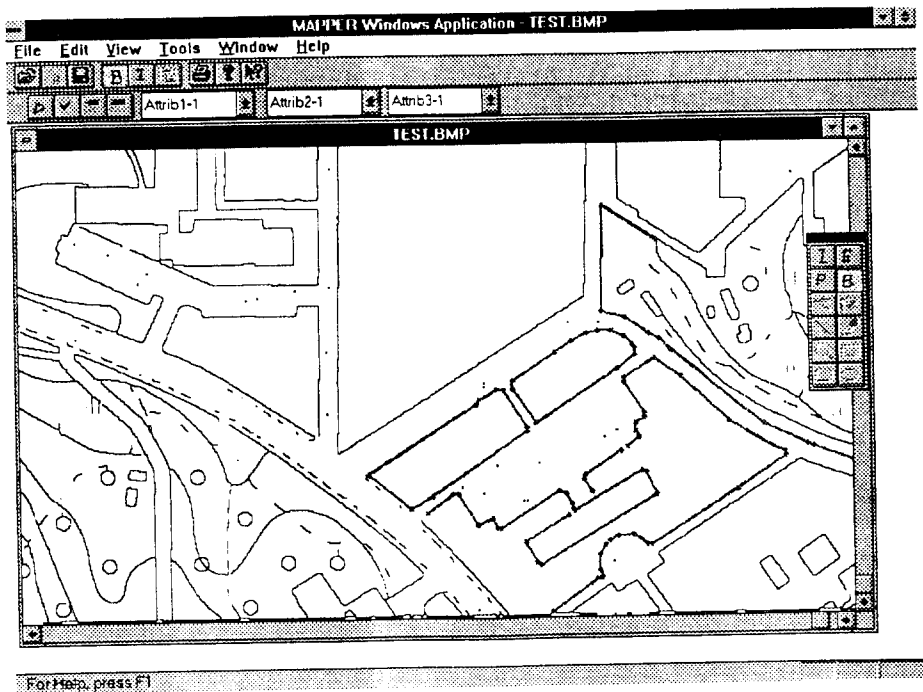 MAPPER Windows Application - TEST.BMP
File Edit View Tools Window Help
B I
Attrib1-1 Attrib2-1 Attrib3-1
TEST.BMP
I E
P B
For Help, press F1